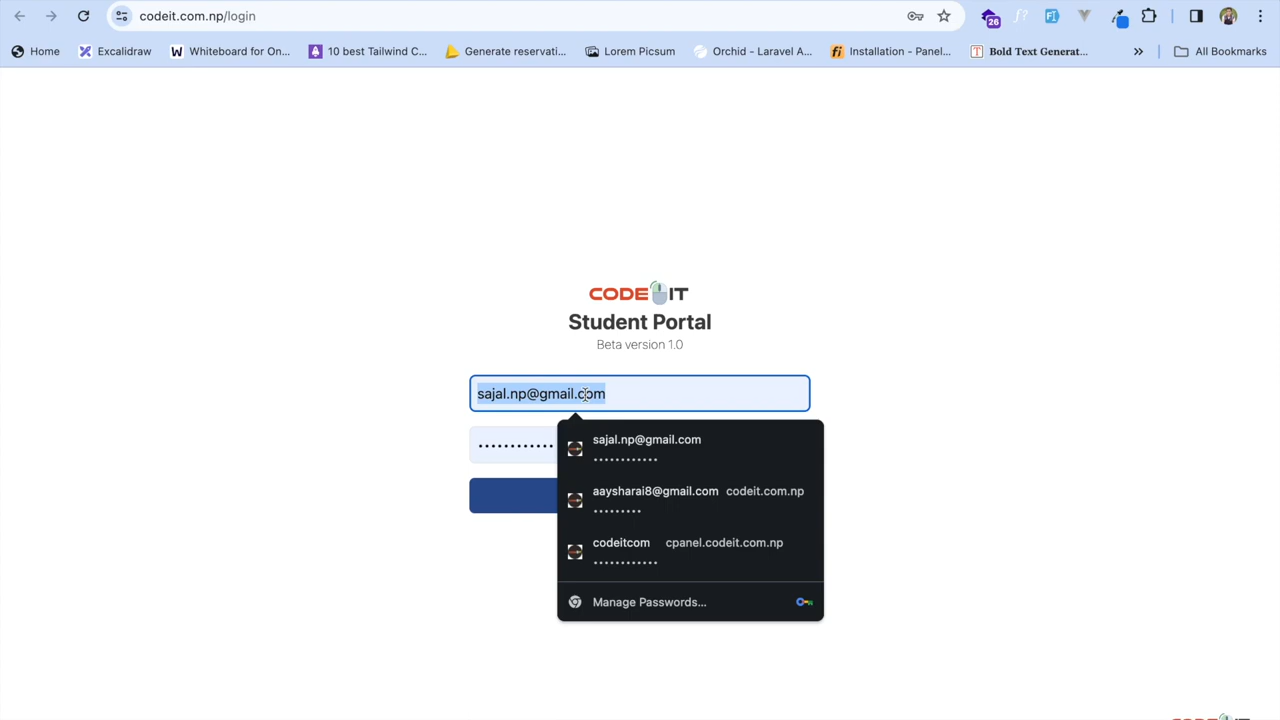 codeit.com.np/login
26
f?
Home
Excalidraw
Whiteboard for On...
10 best Tailwind C...
Generate reservati...
Lorem Picsum
Orchid - Laravel A...
Installation - Panel...
Bold Text Generat...
All Bookmarks
CODE IT
Student Portal
Beta version 1.0
sajal.np@gmail.com
sajal.np@gmail.com
aaysharai8@gmail.com codeit.com.np
codeitcom cpanel.codeit.com.np
Manage Passwords...